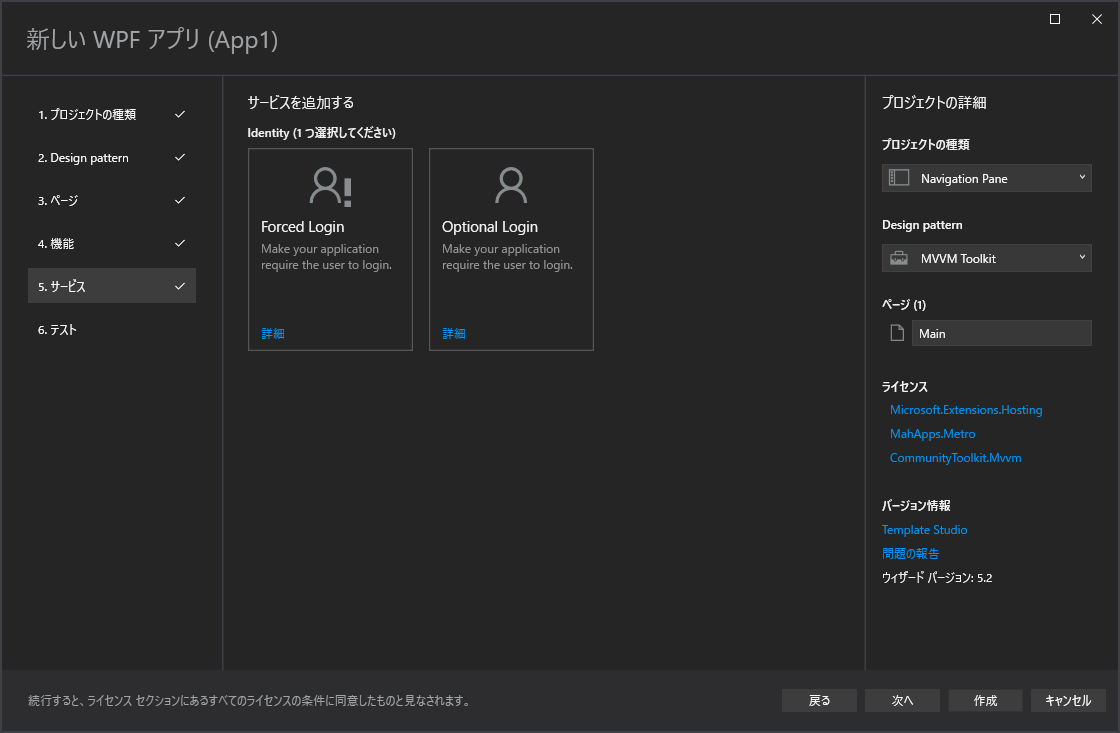 新しい WPF アプリ (App1)
1. プロジェクトの種類
2. Design pattern
3. ページ
4. 機能
5. サービス
6. テスト
サービスを追加する
Identity (1 つ選択してください)
Forced Login
Make your application
require the user to login.
詳細
Optional Login
Make your application
require the user to login.
詳細
プロジェクトの詳細
プロジェクトの種類
Navigation Pane
Design pattern
MVVM Toolkit
ページ (1)
Main
ライセンス
Microsoft.Extensions.Hosting
MahApps.Metro
CommunityToolkit.Mvvm
バージョン情報
Template Studio
問題の報告
ウィザード バージョン: 5.2
続行すると、ライセンス セクションにあるすべてのライセンスの条件に同意したものと見なされます。
戻る
次へ
作成
キャンセル